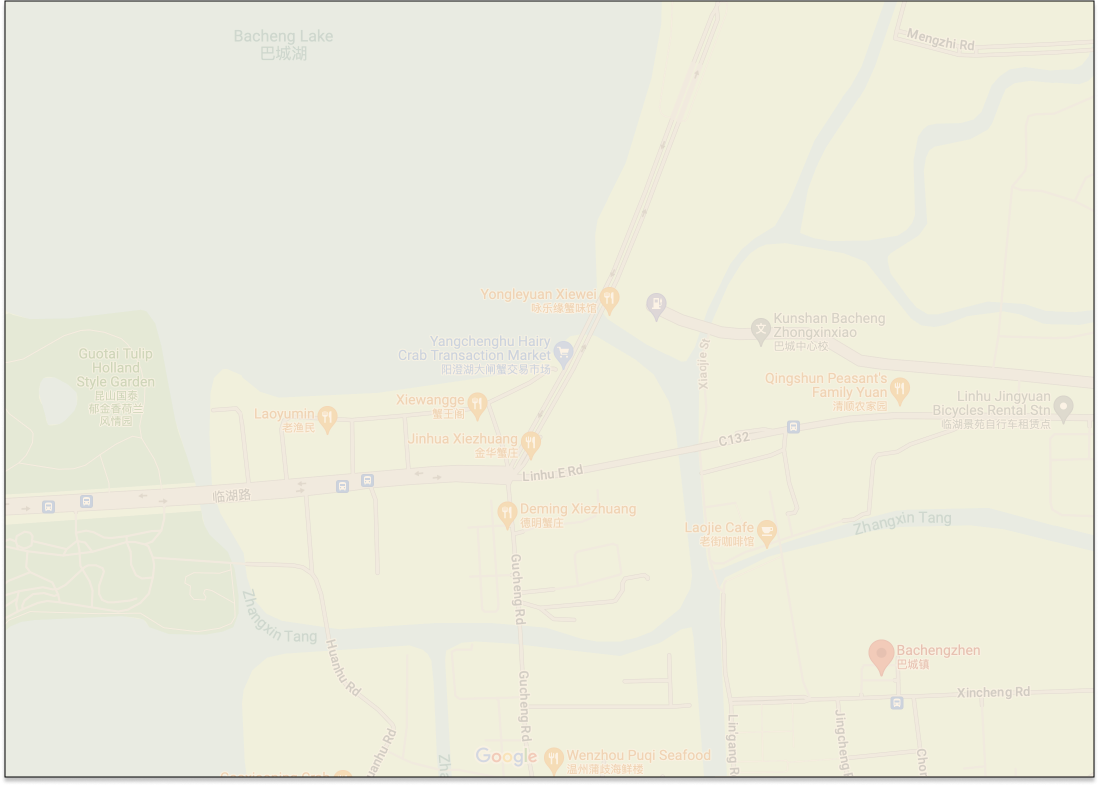 Bacheng Lake
巴城湖
Mengzhi Rd
Yongleyuan Xiewei
咏乐缘蟹味馆
Kunshan Bacheng
Zhongxinxiao
巴城中心校
Yangchenghu Hairy
Crab Transaction Market
阳澄湖大闸蟹交易市场
Xiaojie St
Guotai Tulip
Holland
Style Garden
昆山国泰
郁金香荷兰
风情园
Qingshun Peasant's
Family Yuan
清顺农家园
Linhu Jingyuan
Bicycles Rental Stn
临湖景苑自行车租赁点
Xiewangge
蟹王阁
Laoyumin
老渔民
Jinhua Xiezhuang
金华蟹庄
C132
Linhu E Rd
临湖路
Deming Xiezhuang
德明蟹庄
Laojie Cafe
老街咖啡馆
Zhangxin Tang
Gucheng Rd
Zhangxin Tang
Huanhu Rd
Bachengzhen
巴城镇
Gucheng Rd
Xincheng Rd
Lin'gang R
Jingcheng
Google
Wenzhou Puqi Seafood
温州蒲歧海鲜楼